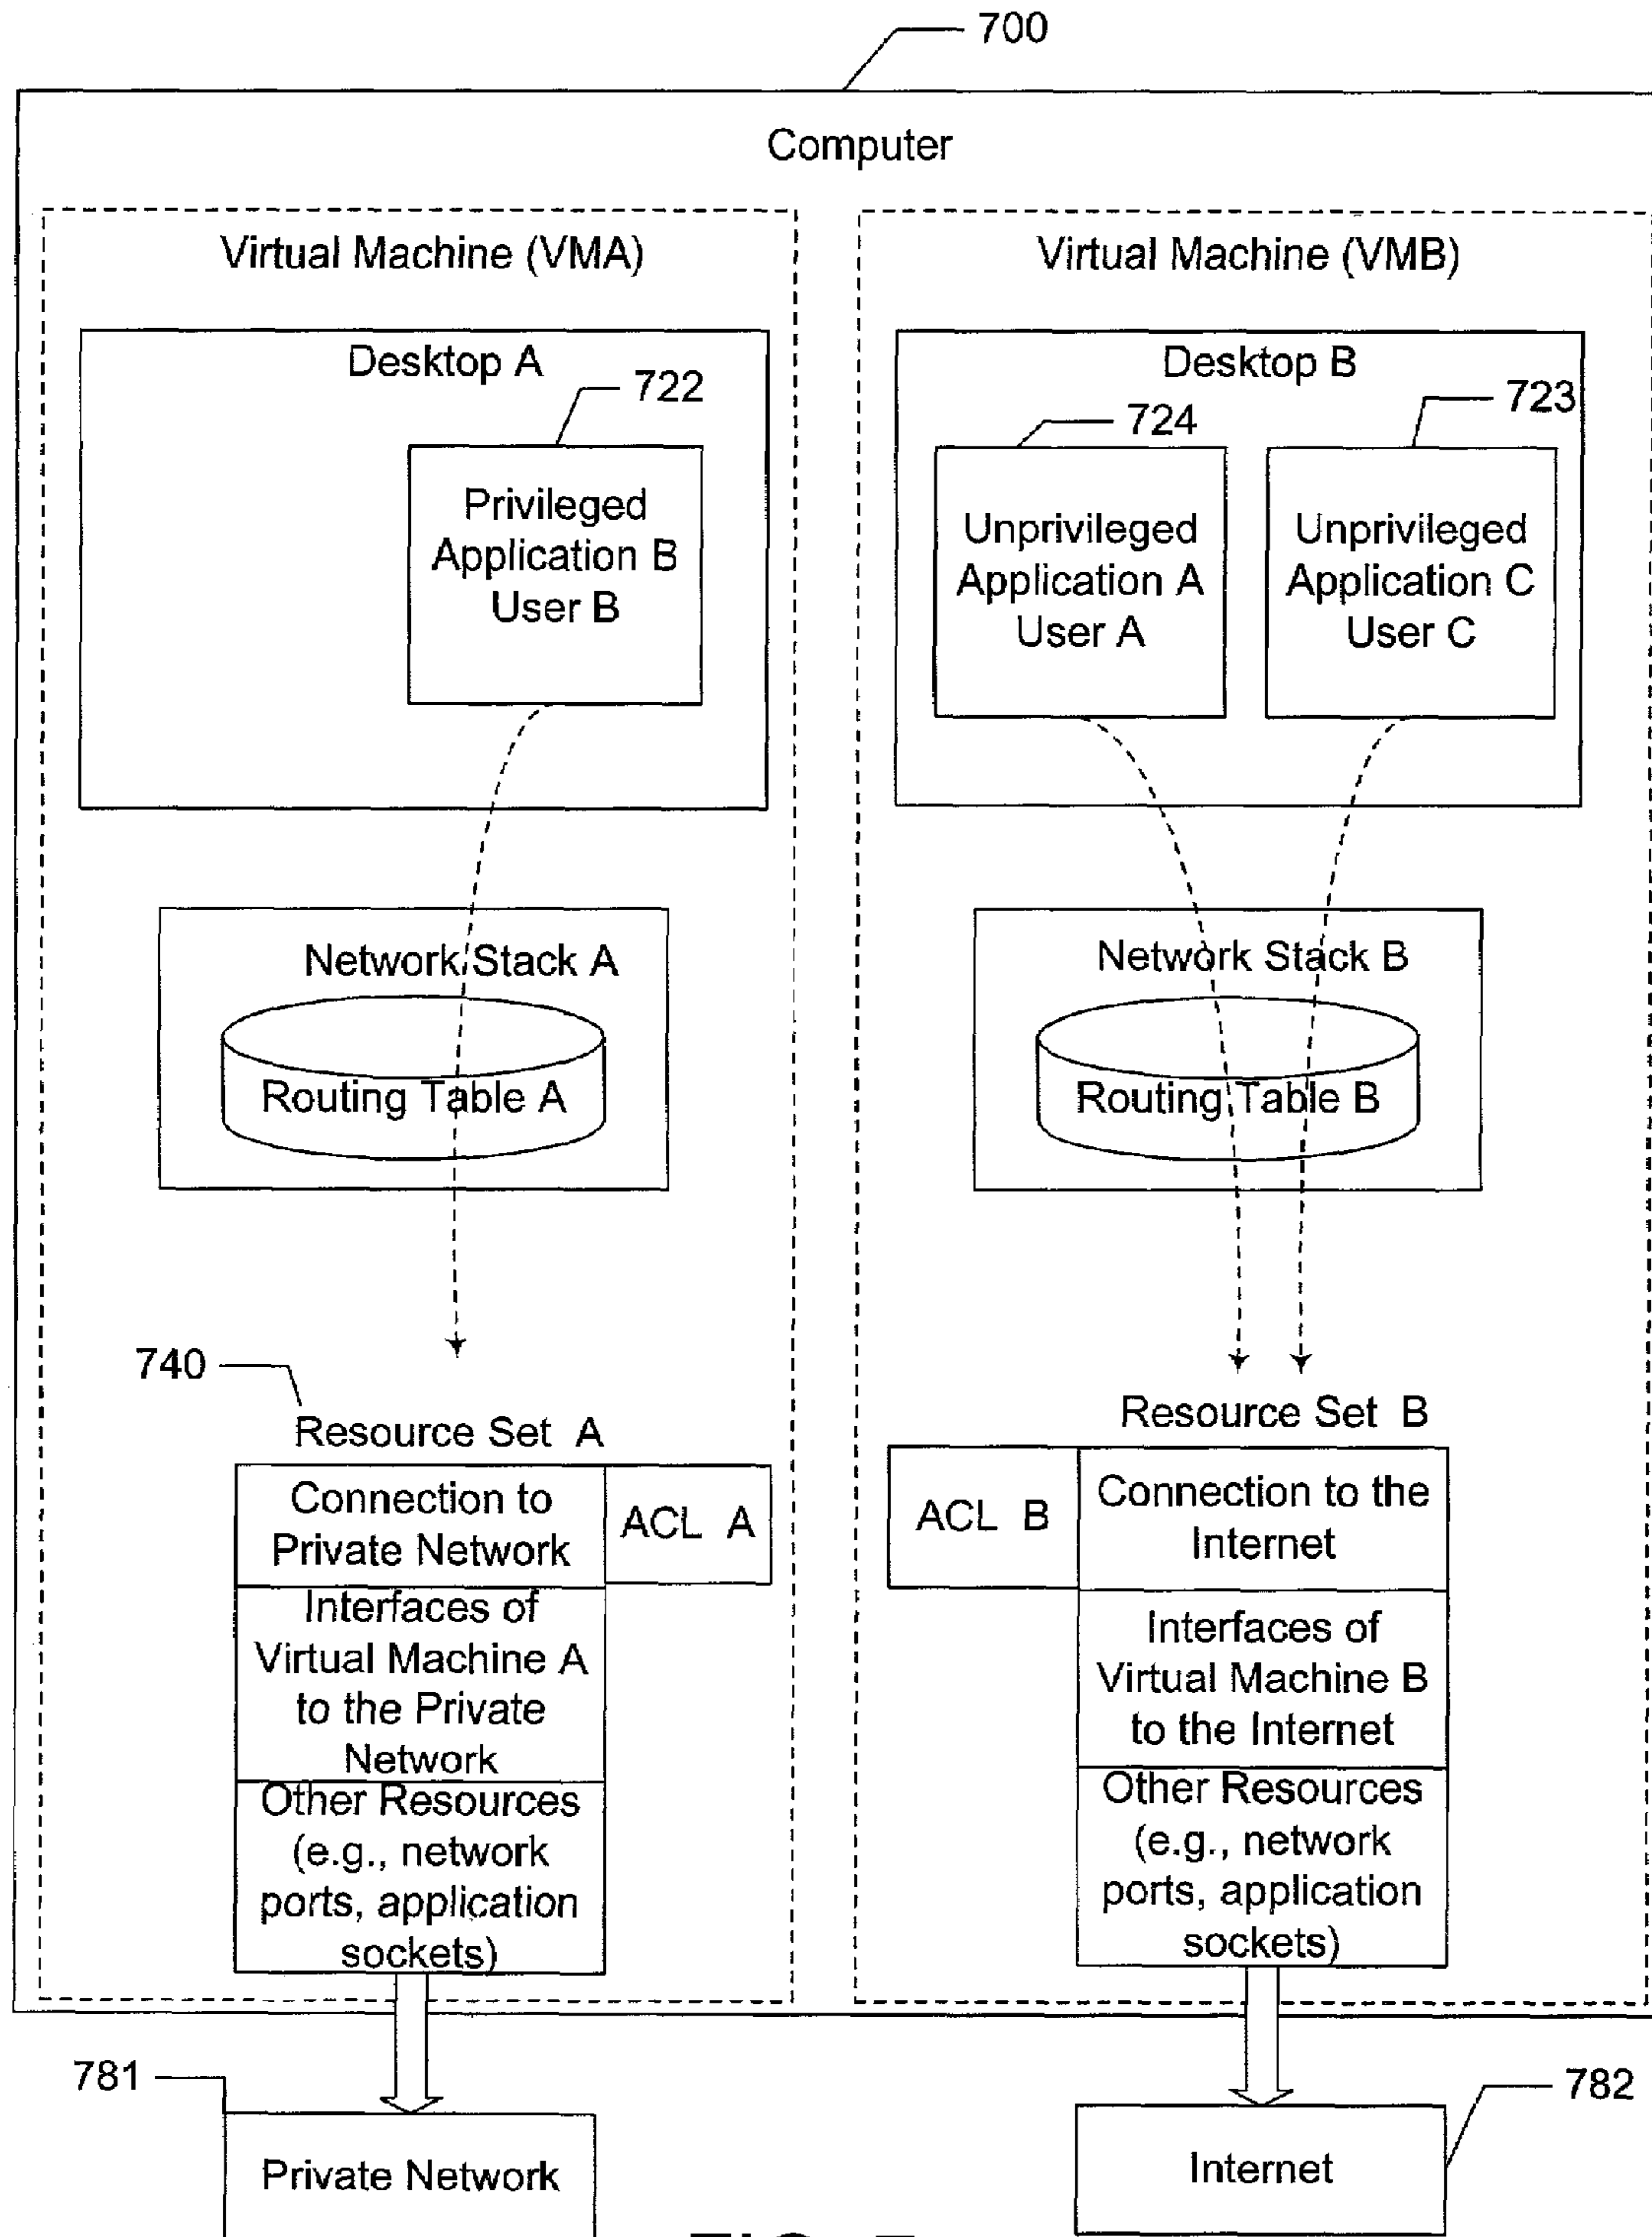 700
Computer
Virtual Machine (VMA)
Desktop A
722
Privileged
Application B
User B
Network Stack A
Routing Table A
740
Resource Set A
Connection to
Private Network
ACL A
Interfaces of
Virtual Machine A
to the Private
Network
Other Resources
(e.g., network
ports, application
sockets)
781
Private Network
Virtual Machine (VMB)
Desktop B
724
723
Unprivileged
Application A
User A
Unprivileged
Application C
User C
Network Stack B
Routing Table B
Resource Set B
ACL B
Connection to the
Internet
Interfaces of
Virtual Machine B
to the Internet
Other Resources
(e.g., network
ports, application
sockets)
782
Internet